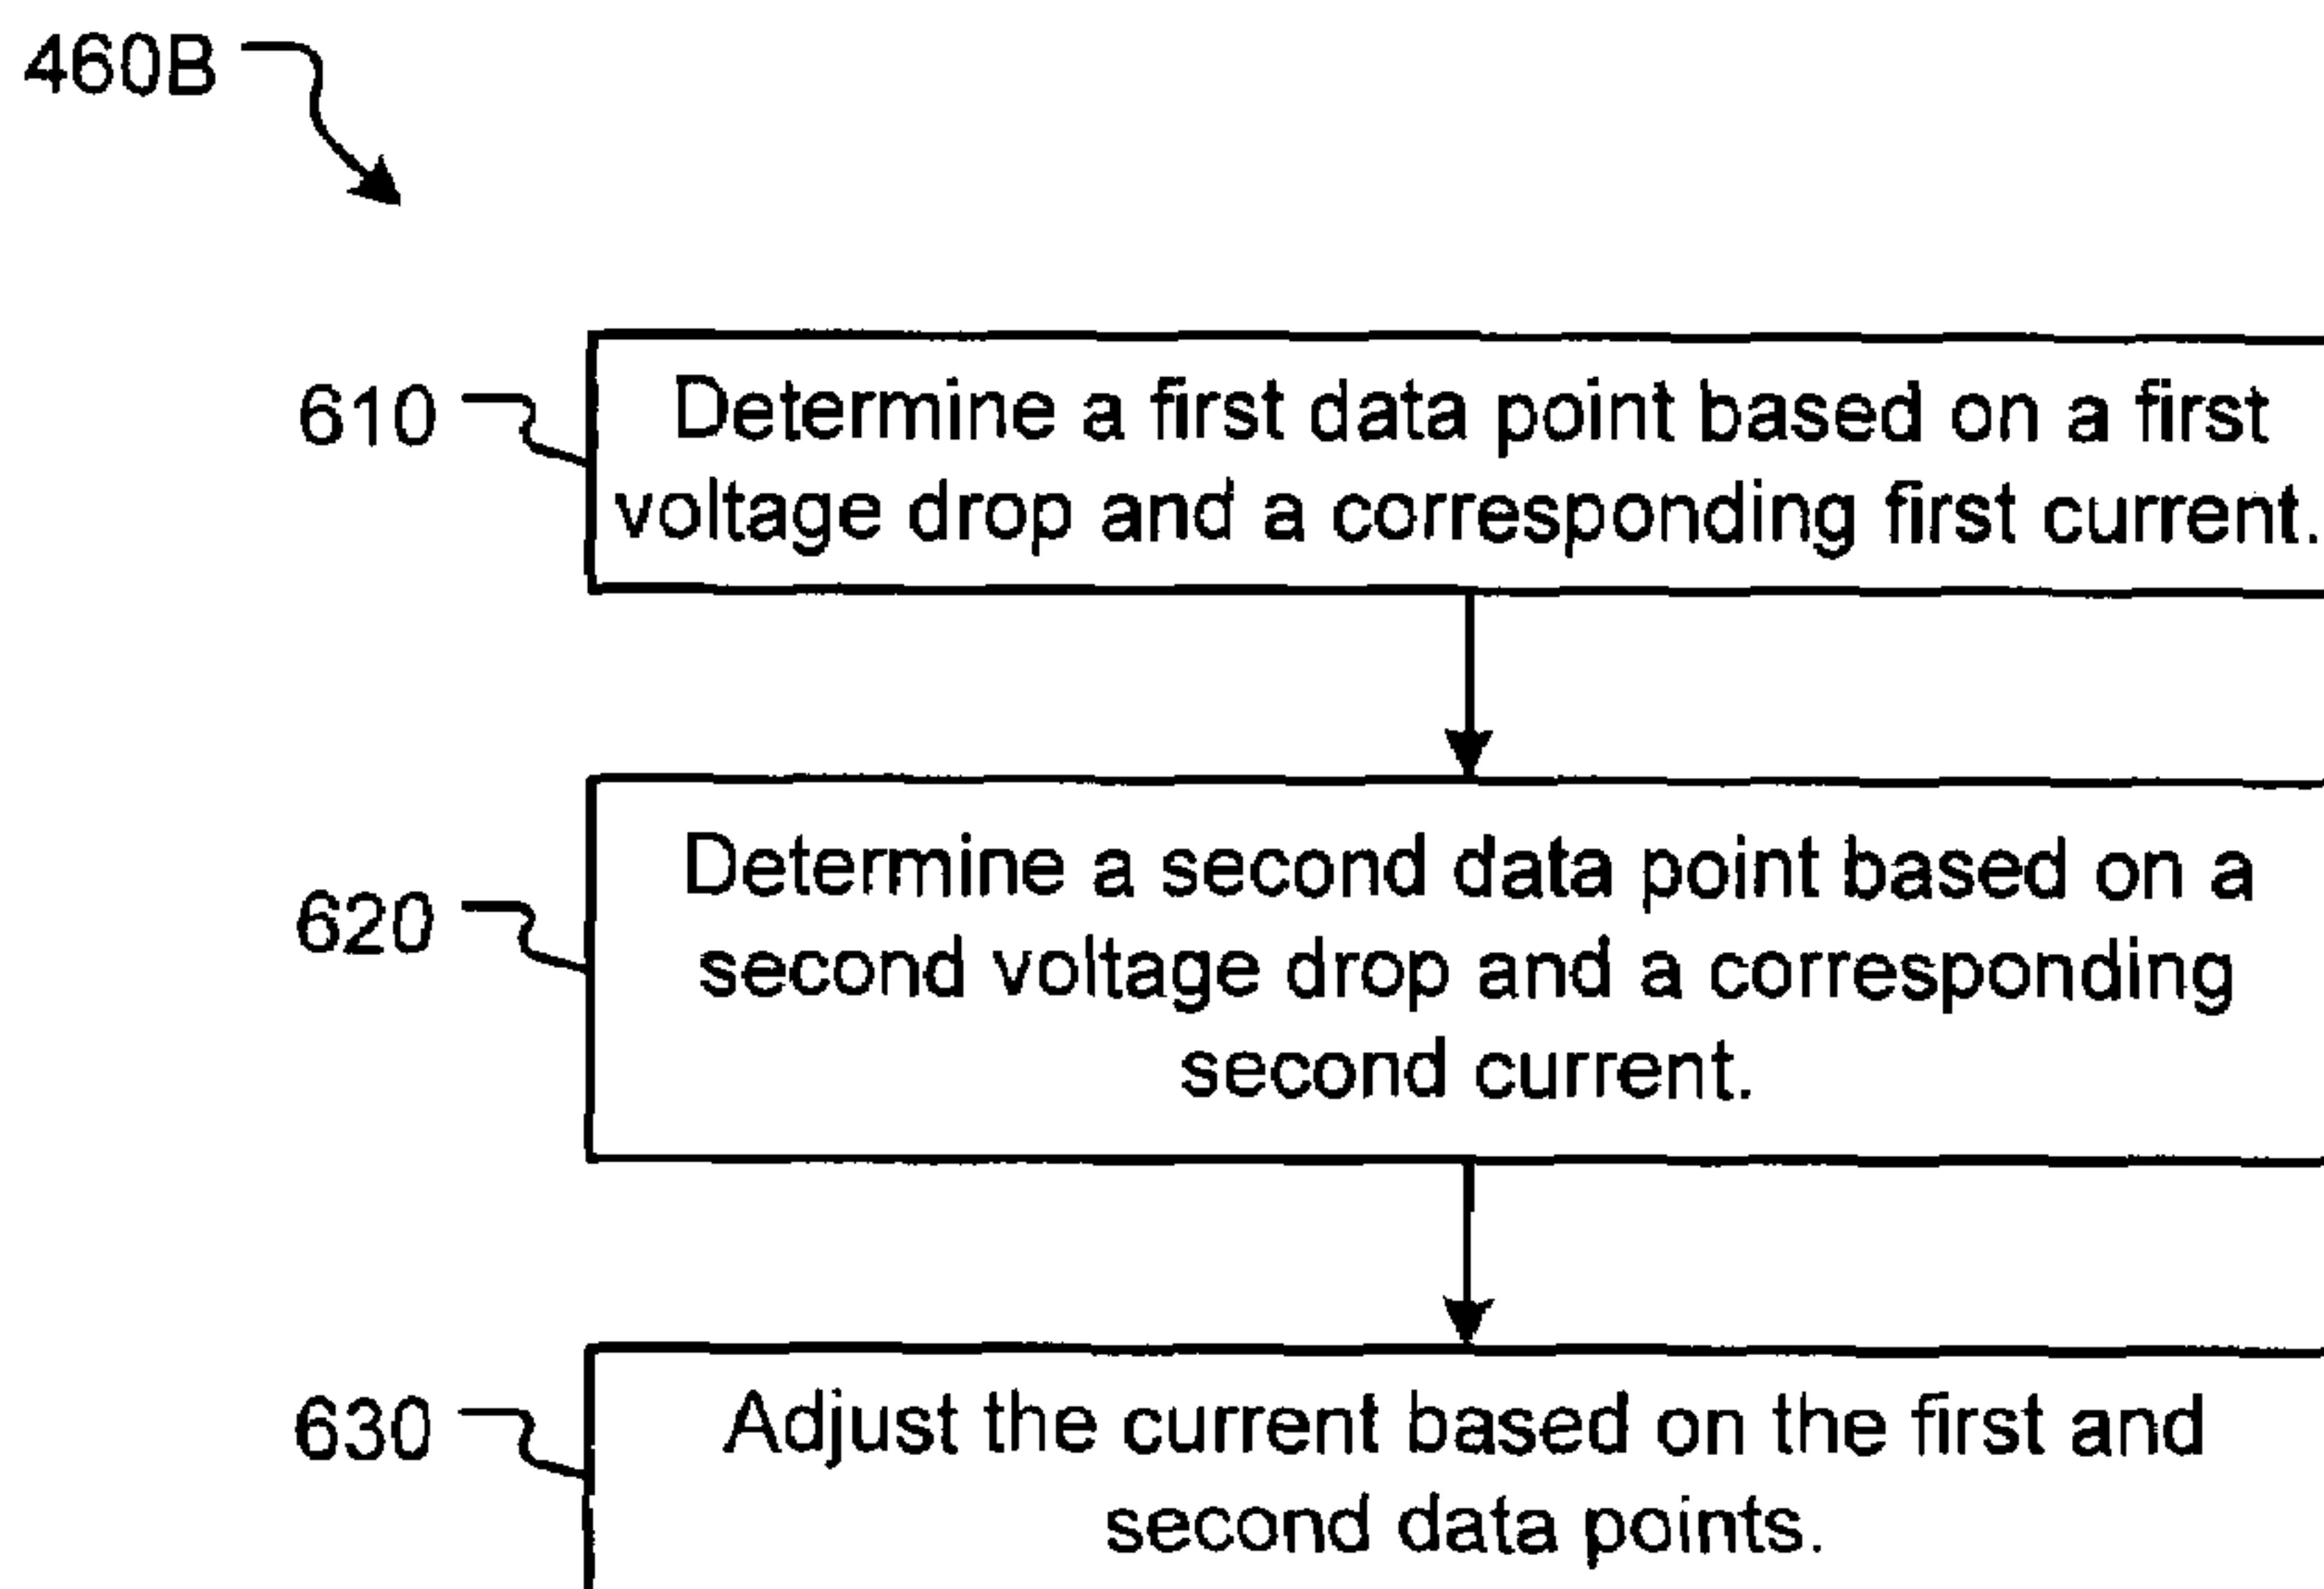 460B
610
Determine a first data point based on a first
voltage drop and a corresponding first current.
620
Determine a second data point based on a
second voltage drop and a corresponding
second current.
630
Adjust the current based on the first and
second data points.